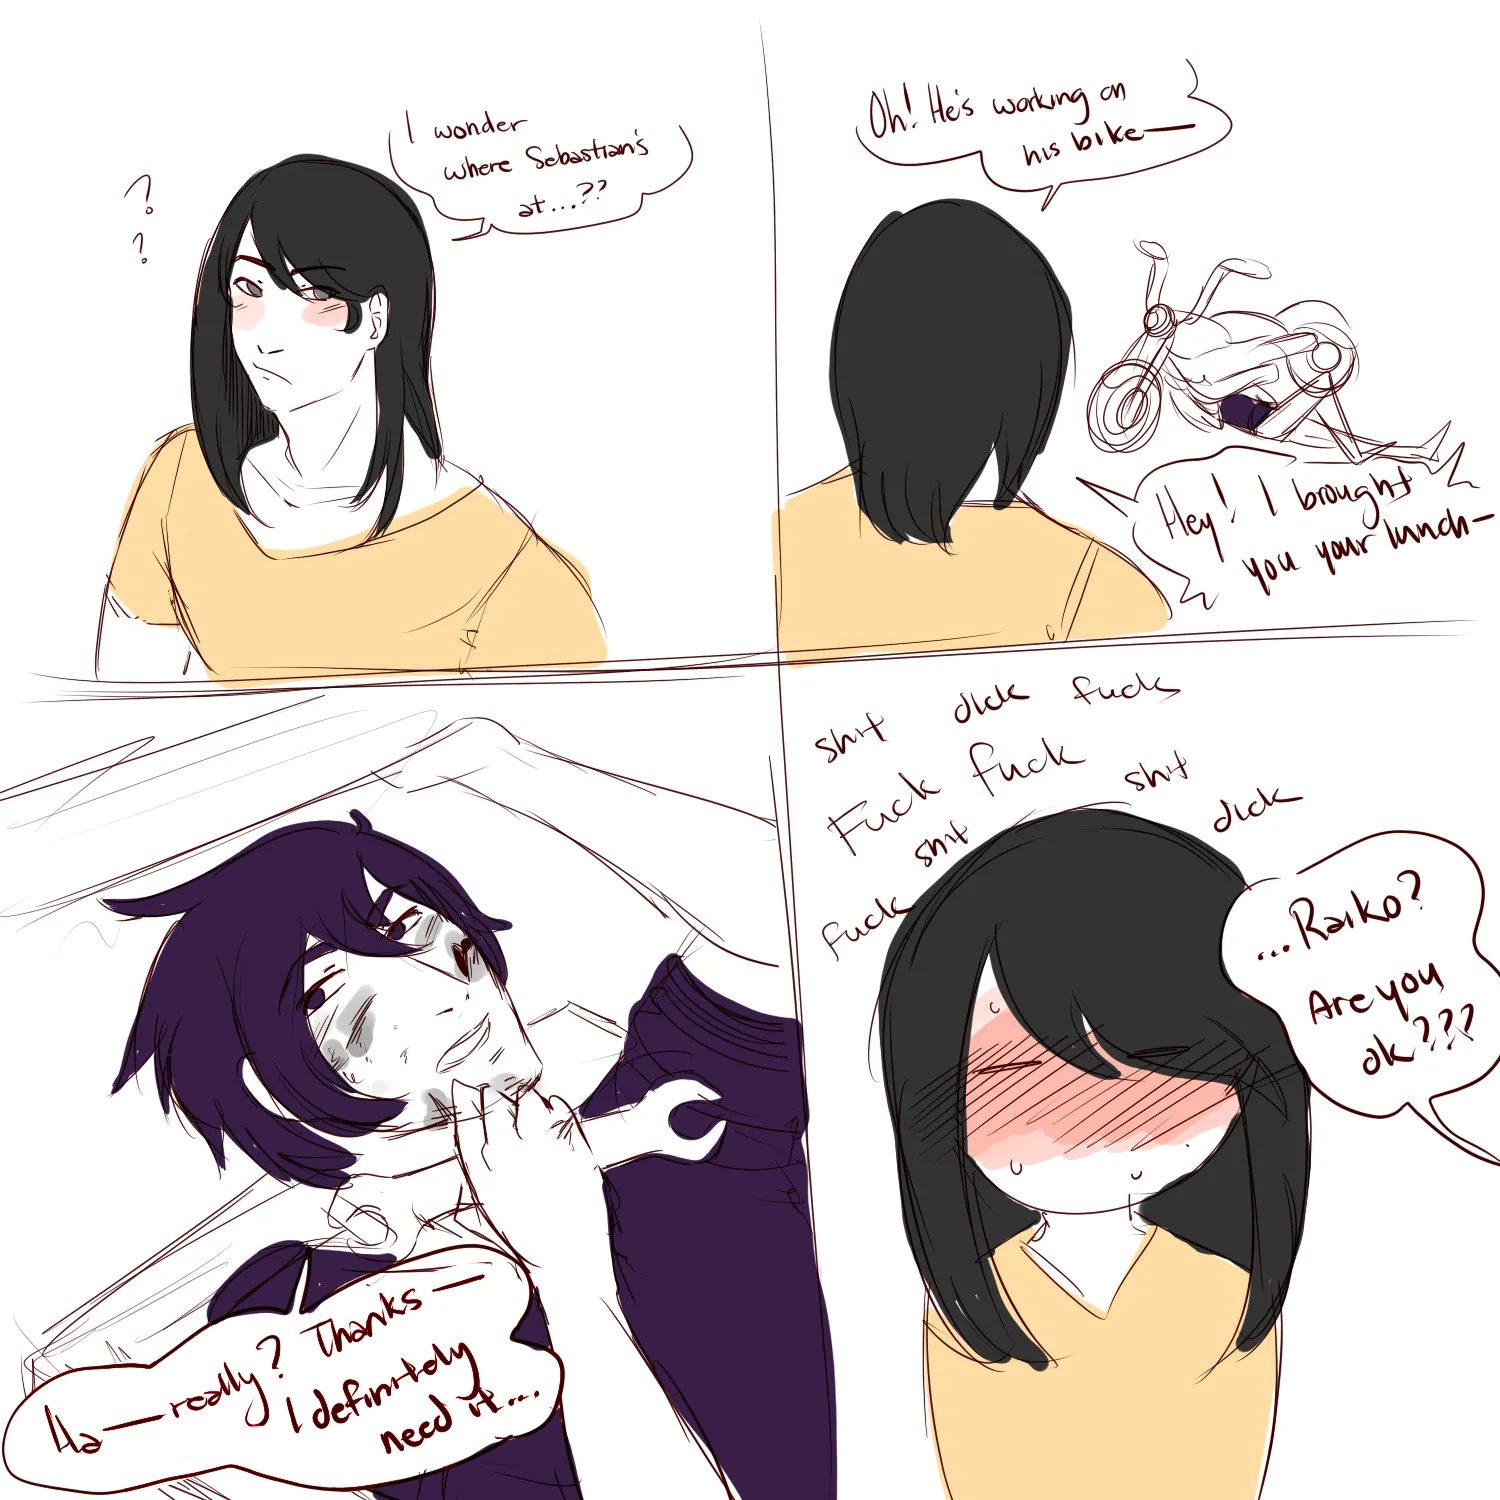 ?
?
I wonder
where Sebastian's
at...??
Oh! He's working on
his bike—
Hey! I brought
you your lunch—
Ha—really? Thanks—
I definitely
need it...
shit dick fuck
Fuck fuck shit
shit dick
fuck
...Raiko?
Are you
ok???